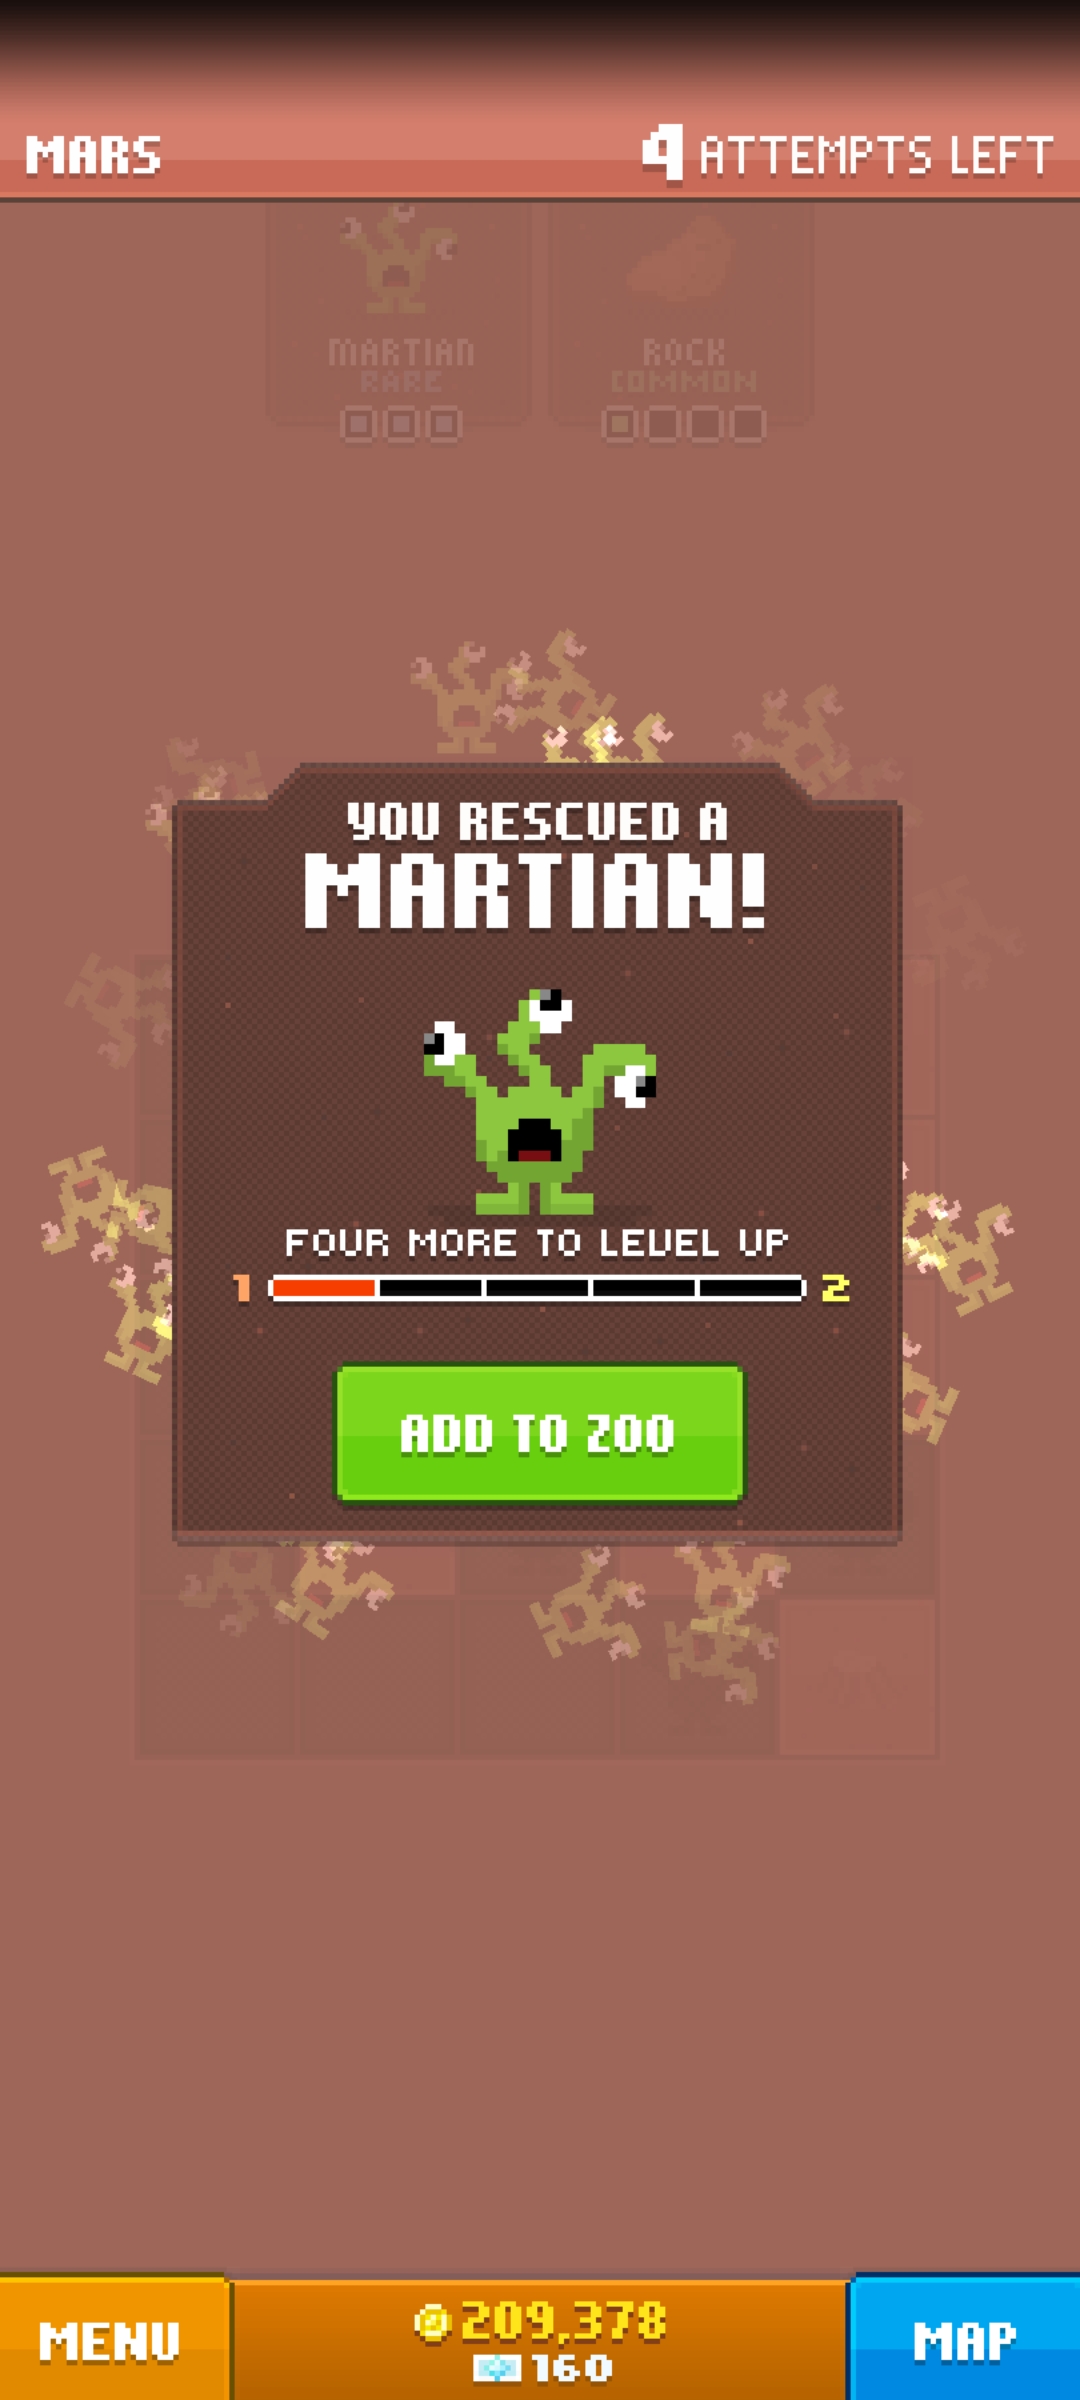 MARS
4 ATTEMPTS LEFT
MARTIAN
RARE
ROCK
COMMON
YOU RESCUED A
MARTIAN!
FOUR MORE TO LEVEL UP
1
2
ADD TO ZOO
MENU
209,378
160
MAP